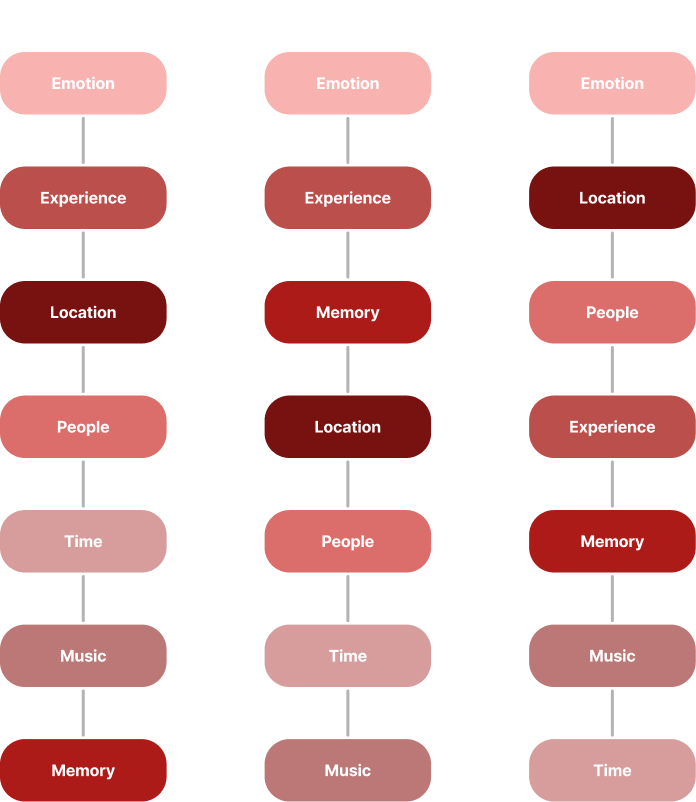 Emotion
Experience
Location
People
Time
Music
Memory
Emotion
Experience
Memory
Location
People
Time
Music
Emotion
Location
People
Experience
Memory
Music
Time